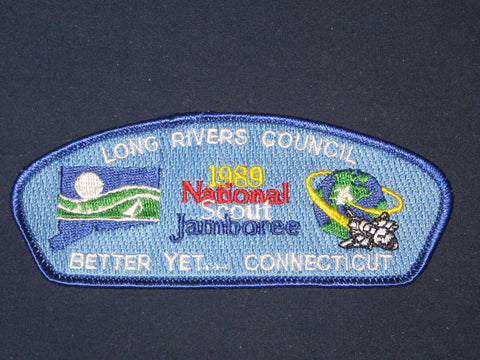 LONG RIVERS COUNCIL
1989
National
Scout
Jamboree
BETTER YET.... CONNECTICUT